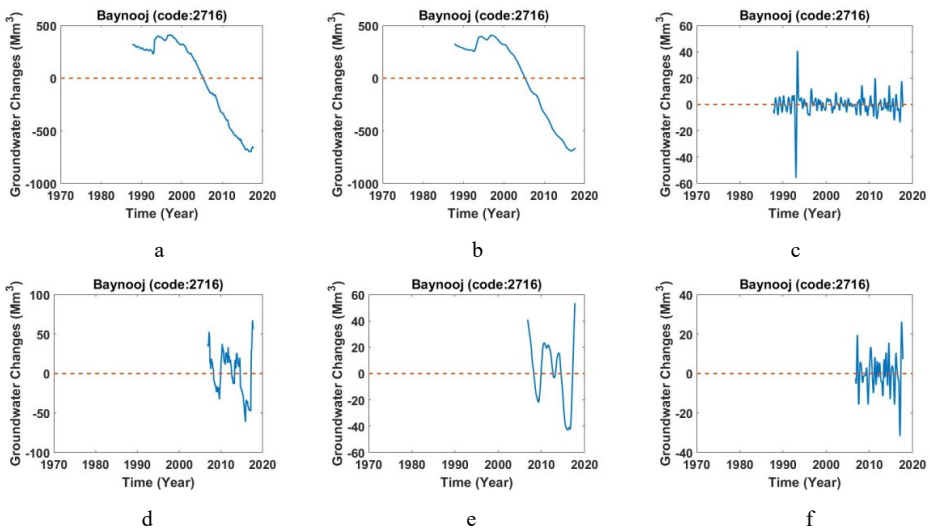 Baynooj (code:2716)
Groundwater Changes (Mm³)
500
0
-500
-1000
1970 1980 1990 2000 2010 2020
Time (Year)
a
Baynooj (code:2716)
Groundwater Changes (Mm³)
500
0
-500
-1000
1970 1980 1990 2000 2010 2020
Time (Year)
b
Baynooj (code:2716)
Groundwater Changes (Mm³)
60
40
20
0
-20
-40
-60
1970 1980 1990 2000 2010 2020
Time (Year)
c
Baynooj (code:2716)
Groundwater Changes (Mm³)
100
50
0
-50
-100
1970 1980 1990 2000 2010 2020
Time (Year)
d
Baynooj (code:2716)
Groundwater Changes (Mm³)
60
40
20
0
-20
-40
-60
1970 1980 1990 2000 2010 2020
Time (Year)
e
Baynooj (code:2716)
Groundwater Changes (Mm³)
40
20
0
-20
-40
1970 1980 1990 2000 2010 2020
Time (Year)
f